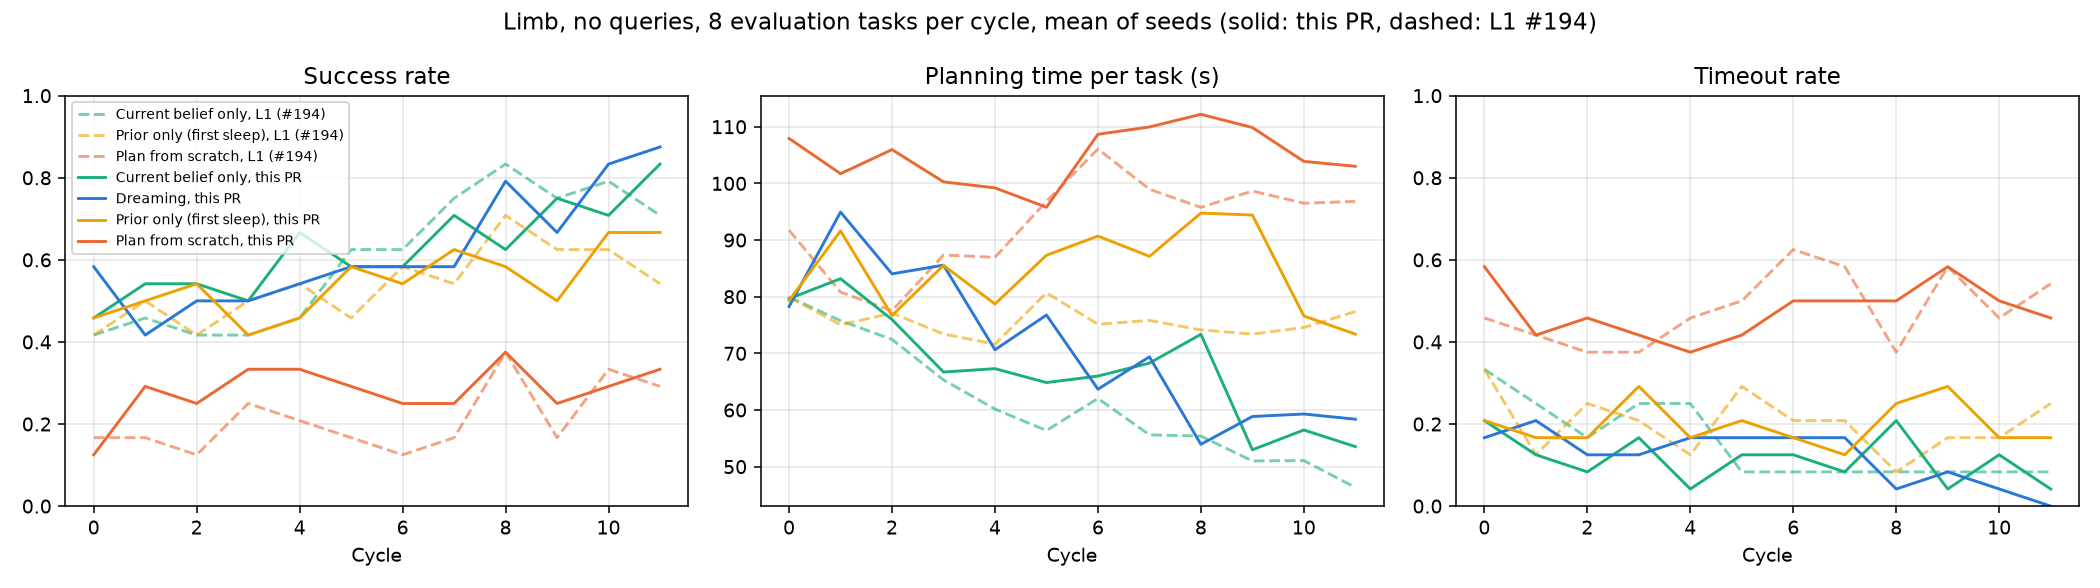 Limb, no queries, 8 evaluation tasks per cycle, mean of seeds (solid: this PR, dashed: L1 #194)
Success rate
1.0
0.8
0.6
0.4
0.2
0.0
Current belief only, L1 (#194)
Prior only (first sleep), L1 (#194)
Plan from scratch, L1 (#194)
Current belief only, this PR
Dreaming, this PR
Prior only (first sleep), this PR
Plan from scratch, this PR
0 2 4 6 8 10
Cycle
Planning time per task (s)
110
100
90
80
70
60
50
0 2 4 6 8 10
Cycle
Timeout rate
1.0
0.8
0.6
0.4
0.2
0.0
0 2 4 6 8 10
Cycle